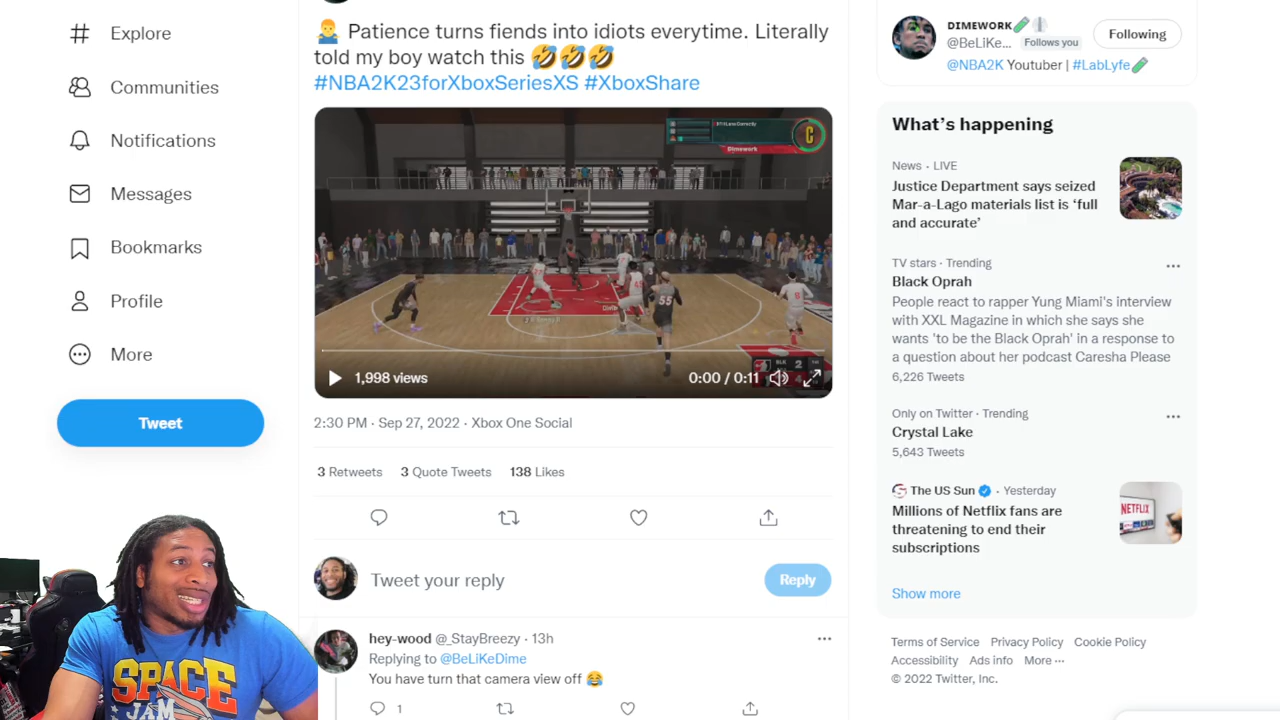 Explore
Communities
Notifications
Messages
Bookmarks
Profile
More
Tweet
🤷‍♂️ Patience turns fiends into idiots everytime. Literally
told my boy watch this 🤣🤣🤣
#NBA2K23forXboxSeriesXS #XboxShare
Dimework
55
1,998 views
0:00 / 0:11
2:30 PM · Sep 27, 2022 · Xbox One Social
3 Retweets 3 Quote Tweets 138 Likes
Tweet your reply
Reply
hey-wood @_StayBreezy · 13h
Replying to @BeLiKeDime
You have turn that camera view off 😂
1
SPACE
JAM
DIMEWORK
@BeLiKe... Follows you
Following
@NBA2K Youtuber | #LabLyfe
What's happening
News · LIVE
Justice Department says seized
Mar-a-Lago materials list is 'full
and accurate'
TV stars · Trending
Black Oprah
People react to rapper Yung Miami's interview
with XXL Magazine in which she says she
wants 'to be the Black Oprah' in a response to
a question about her podcast Caresha Please
6,226 Tweets
Only on Twitter · Trending
Crystal Lake
5,643 Tweets
The US Sun · Yesterday
Millions of Netflix fans are
threatening to end their
subscriptions
NETFLIX
Show more
Terms of Service Privacy Policy Cookie Policy
Accessibility Ads info More ···
© 2022 Twitter, Inc.